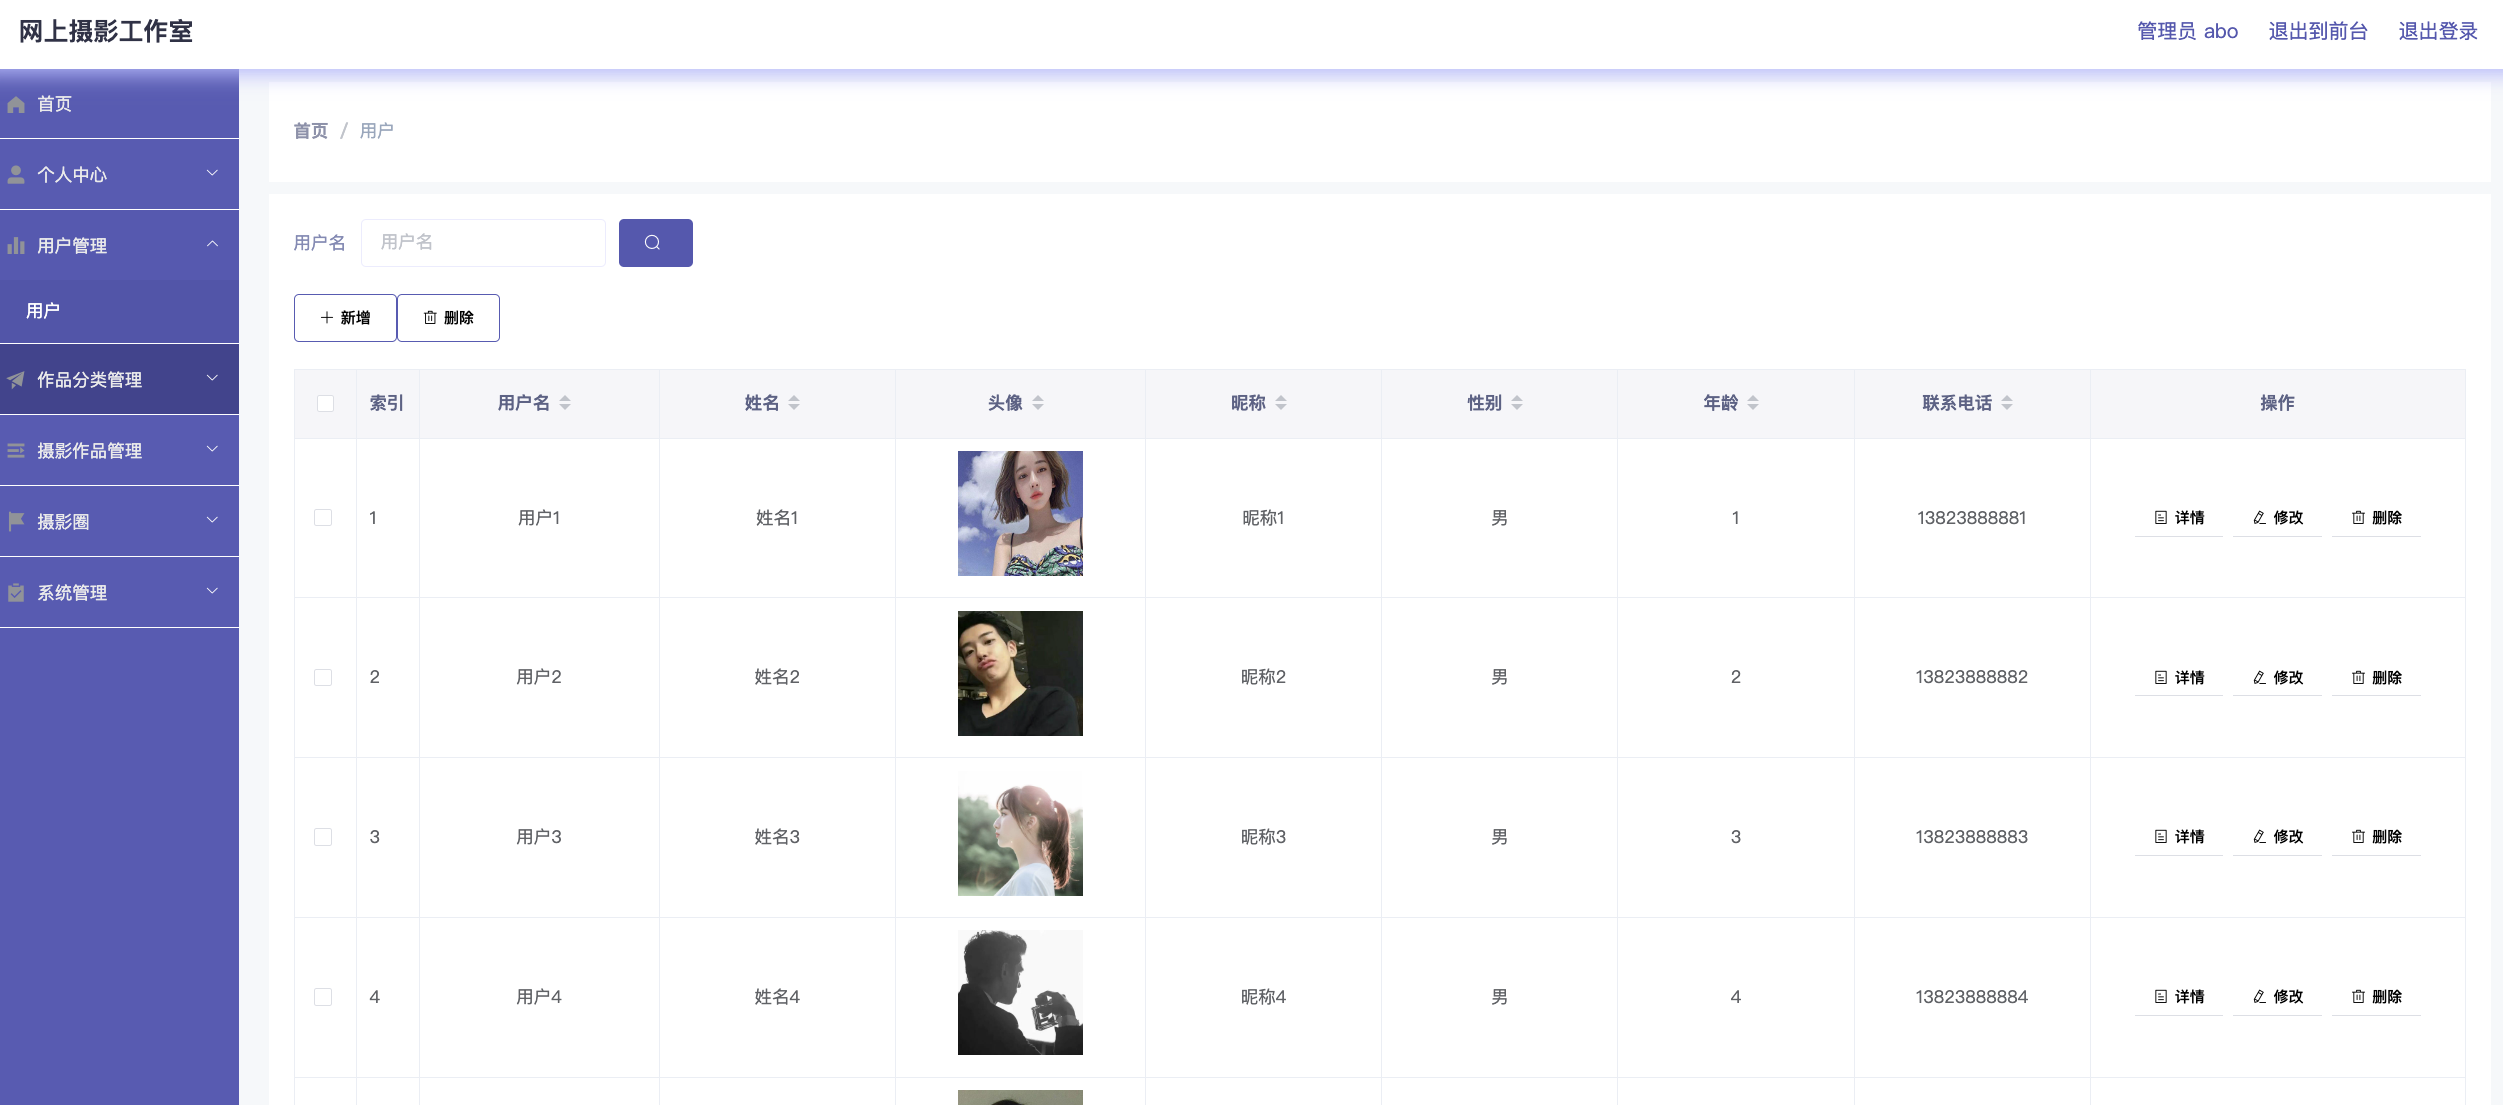 网上摄影工作室
管理员 abo 退出到前台 退出登录
首页
个人中心
用户管理
用户
作品分类管理
摄影作品管理
摄影圈
系统管理
首页 / 用户
用户名 用户名
新增 删除
索引 用户名 姓名 头像 昵称 性别 年龄 联系电话 操作
1 用户1 姓名1 昵称1 男 1 13823888881 详情 修改 删除
2 用户2 姓名2 昵称2 男 2 13823888882 详情 修改 删除
3 用户3 姓名3 昵称3 男 3 13823888883 详情 修改 删除
4 用户4 姓名4 昵称4 男 4 13823888884 详情 修改 删除